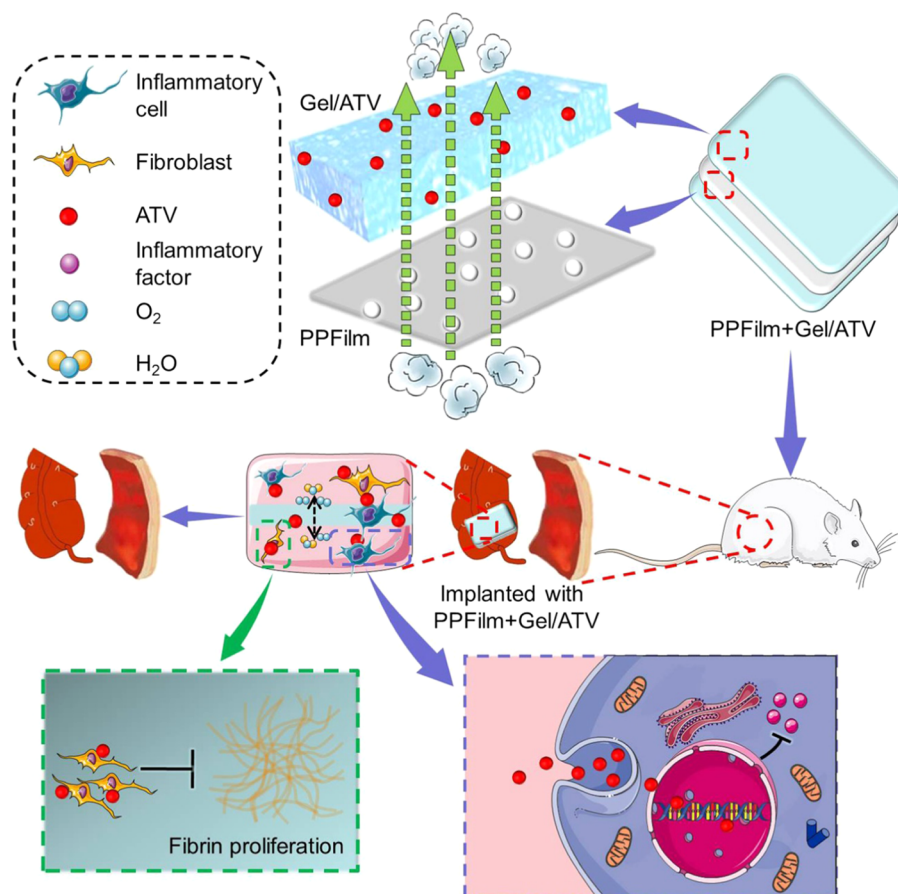 Inflammatory
cell
Fibroblast
ATV
Inflammatory
factor
O₂
H₂O
Gel/ATV
PPFilm
PPFilm+Gel/ATV
Implanted with
PPFilm+Gel/ATV
Fibrin proliferation